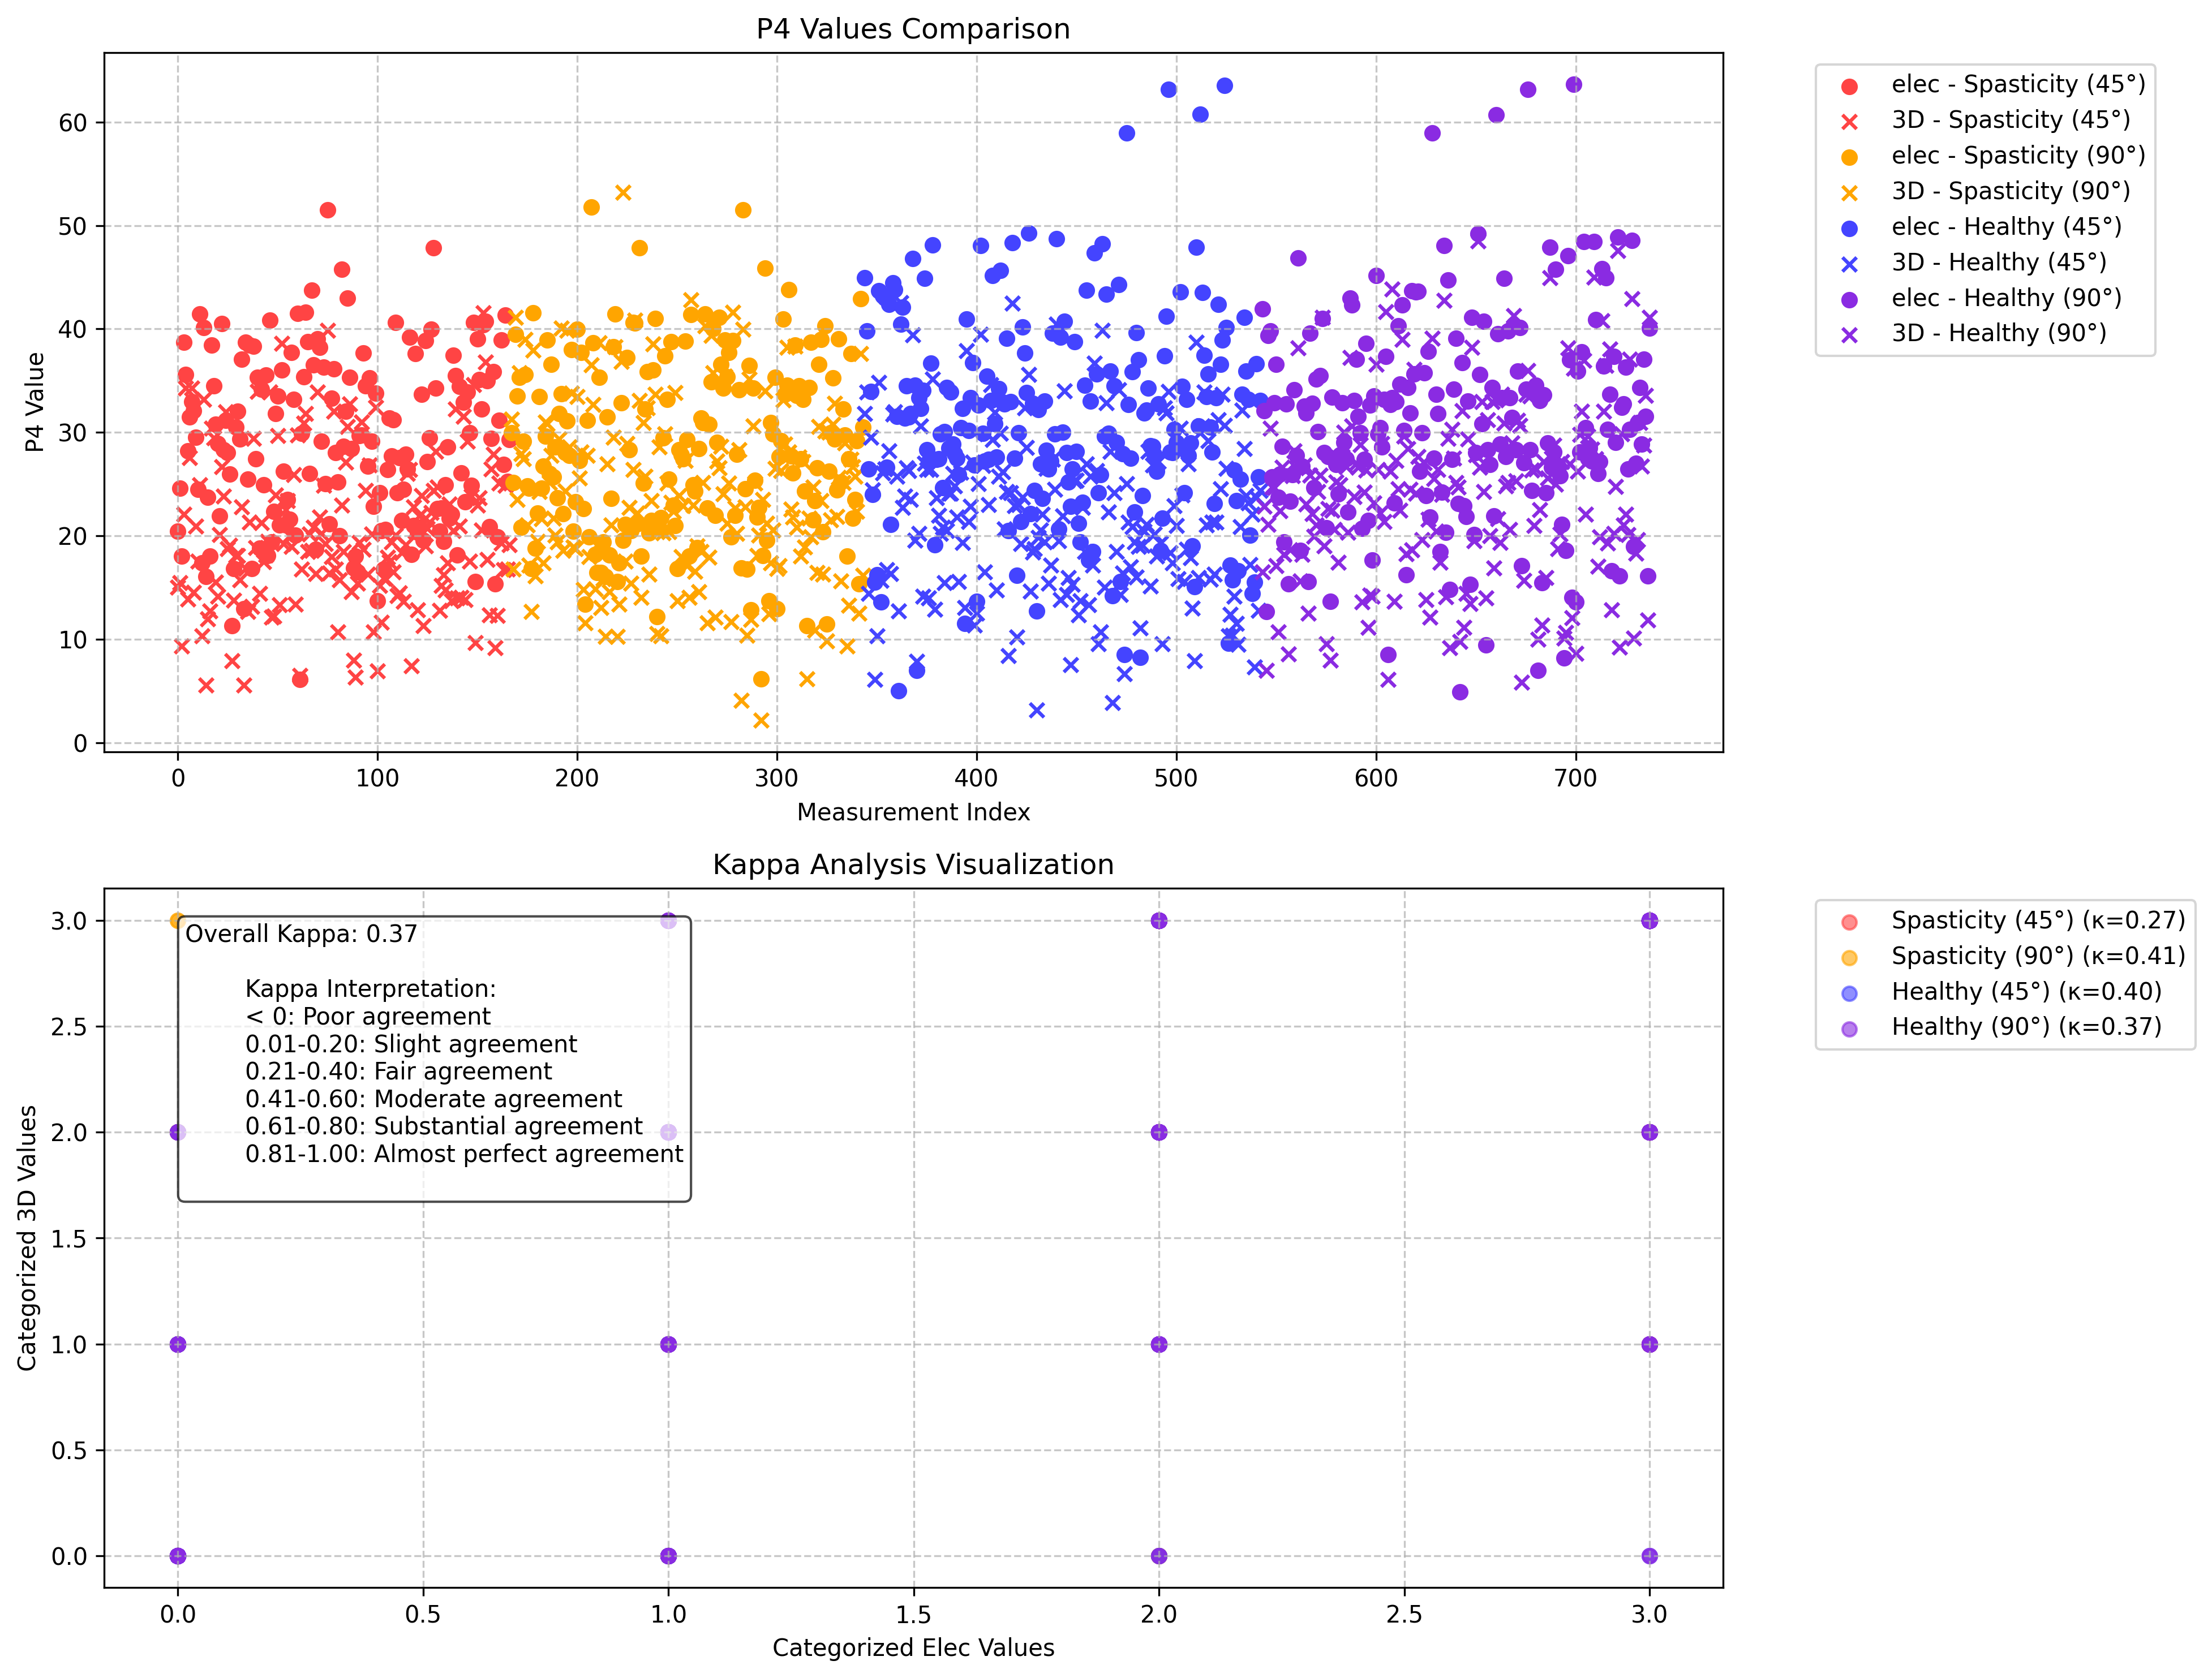 P4 Values Comparison
P4 Value
60
50
40
30
20
10
0
0 100 200 300 400 500 600 700
Measurement Index
elec - Spasticity (45°)
3D - Spasticity (45°)
elec - Spasticity (90°)
3D - Spasticity (90°)
elec - Healthy (45°)
3D - Healthy (45°)
elec - Healthy (90°)
3D - Healthy (90°)
Kappa Analysis Visualization
Categorized 3D Values
3.0
2.5
2.0
1.5
1.0
0.5
0.0
Overall Kappa: 0.37
Kappa Interpretation:
< 0: Poor agreement
0.01-0.20: Slight agreement
0.21-0.40: Fair agreement
0.41-0.60: Moderate agreement
0.61-0.80: Substantial agreement
0.81-1.00: Almost perfect agreement
0.0 0.5 1.0 1.5 2.0 2.5 3.0
Categorized Elec Values
Spasticity (45°) (κ=0.27)
Spasticity (90°) (κ=0.41)
Healthy (45°) (κ=0.40)
Healthy (90°) (κ=0.37)